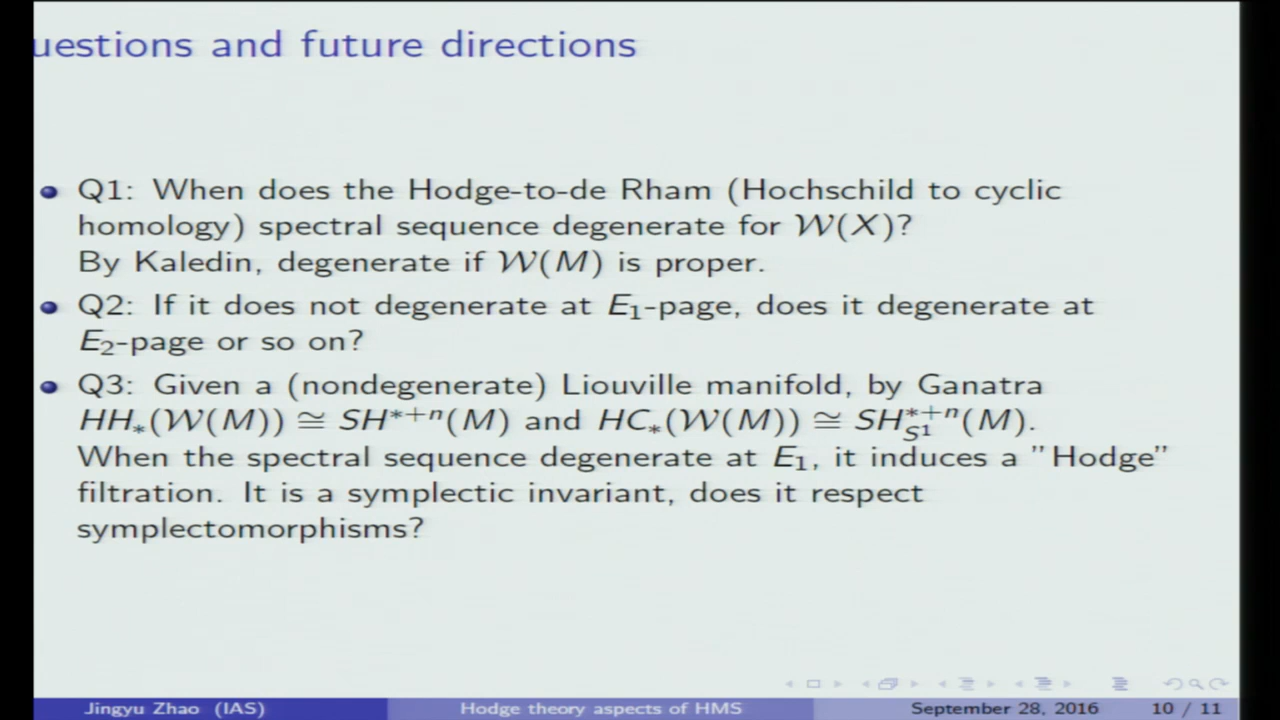 uestions and future directions
Q1: When does the Hodge-to-de Rham (Hochschild to cyclic
homology) spectral sequence degenerate for 𝒲(X)?
By Kaledin, degenerate if 𝒲(M) is proper.
Q2: If it does not degenerate at E₁-page, does it degenerate at
E₂-page or so on?
Q3: Given a (nondegenerate) Liouville manifold, by Ganatra
HH_*(𝒲(M)) ≅ SH^{*+n}(M) and HC_*(𝒲(M)) ≅ SH_{S^1}^{*+n}(M).
When the spectral sequence degenerate at E₁, it induces a "Hodge"
filtration. It is a symplectic invariant, does it respect
symplectomorphisms?
Jingyu Zhao (IAS) Hodge theory aspects of HMS September 28, 2016 10 / 11